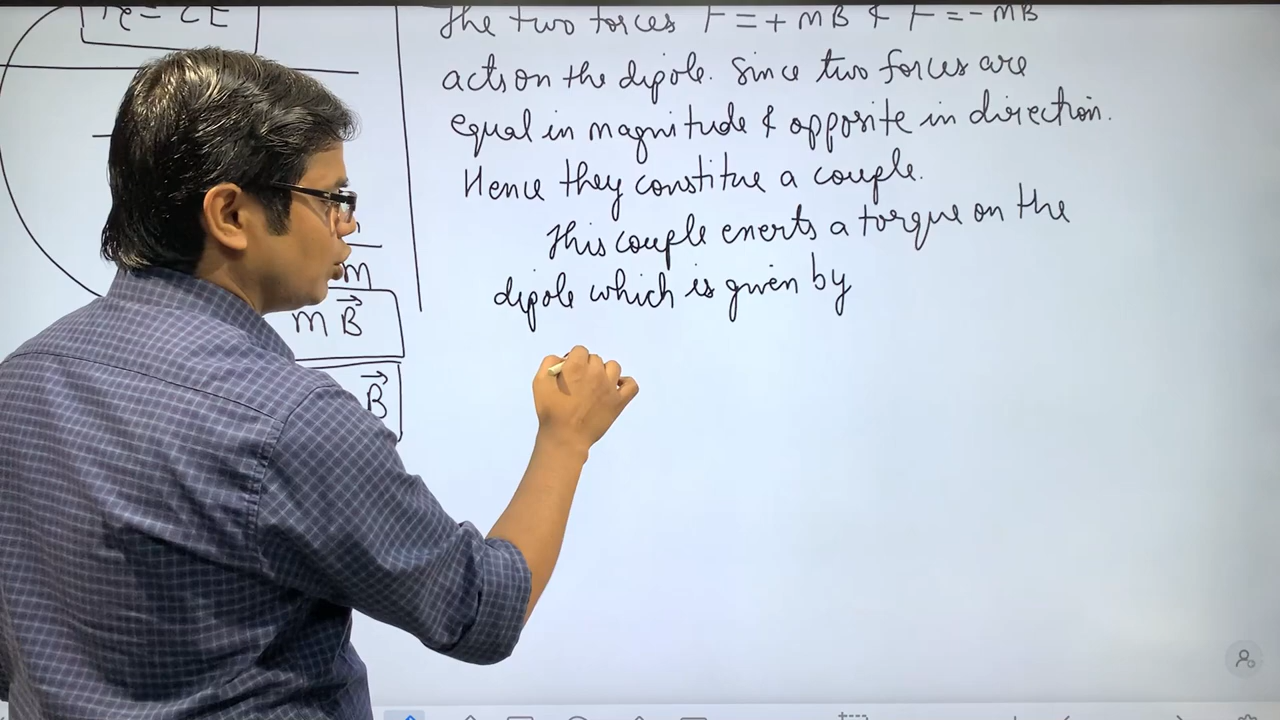 The two forces F = + mB & F = - mB
acts on the dipole. Since two forces are
equal in magnitude & opposite in direction.
Hence they constitue a couple.
This couple exerts a torque on the
dipole which is given by
m
m B⃗
B⃗